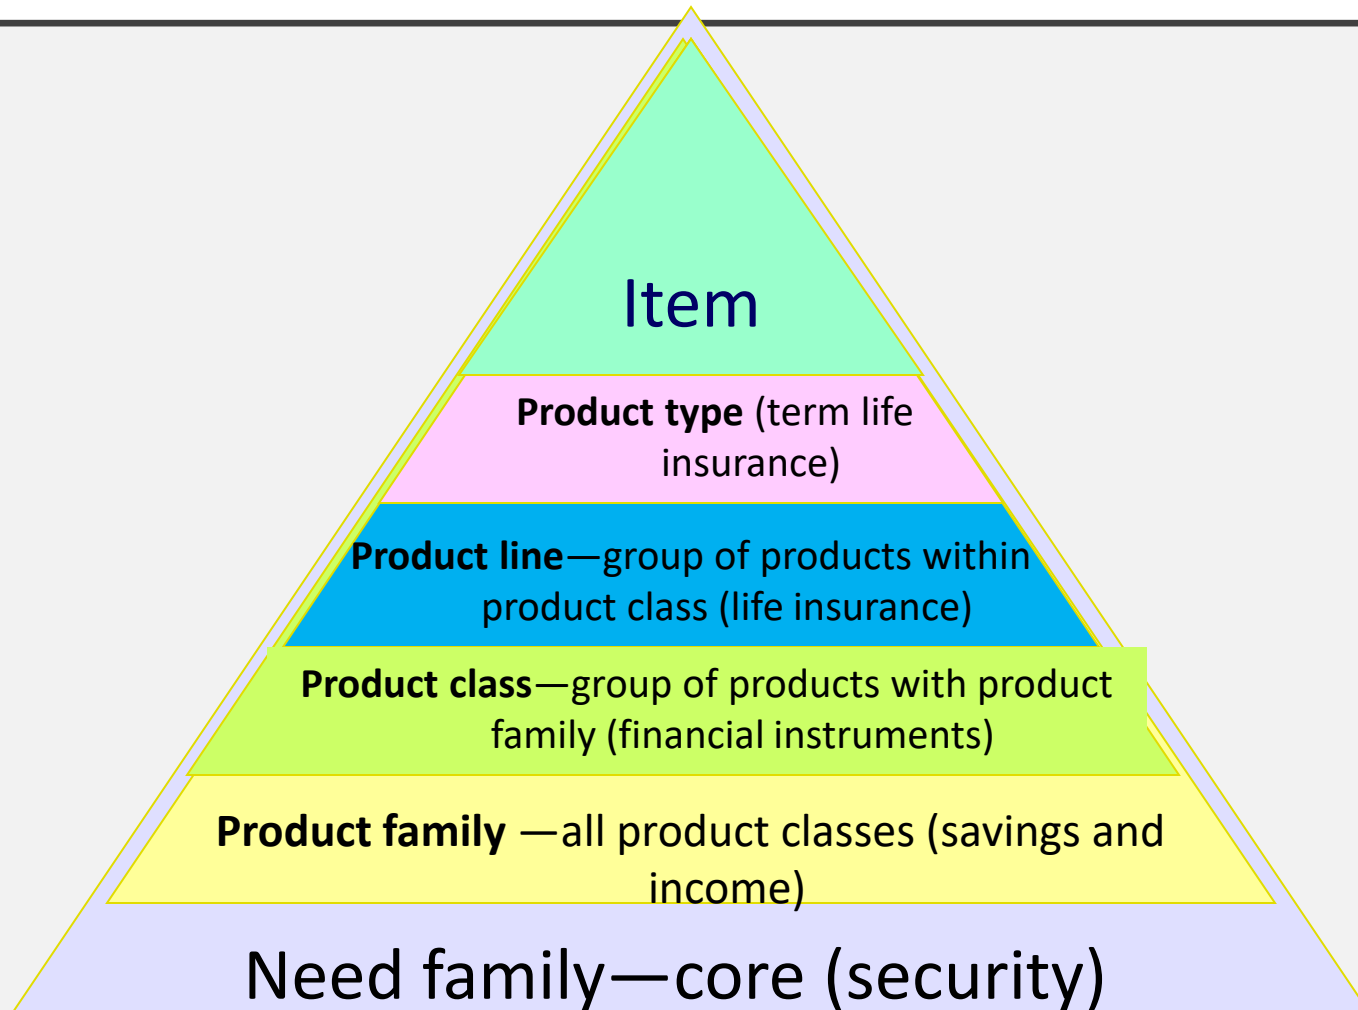 Item
Product type (term life
insurance)
Product line—group of products within
product class (life insurance)
Product class—group of products with product
family (financial instruments)
Product family —all product classes (savings and
income)
Need family—core (security)